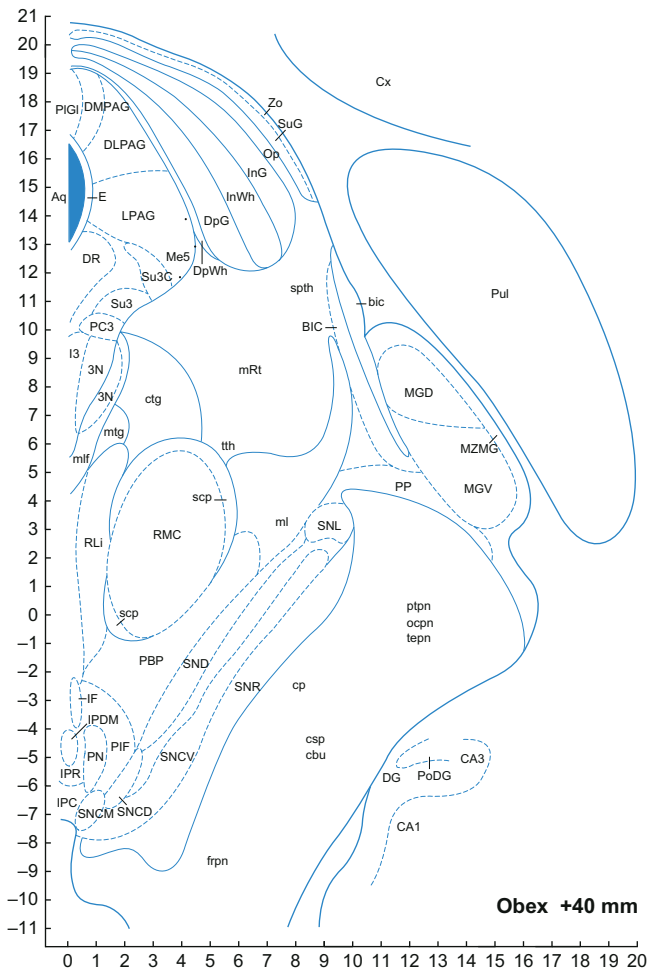 21
20
19
18
17
16
15
14
13
12
11
10
9
8
7
6
5
4
3
2
1
0
–1
–2
–3
–4
–5
–6
–7
–8
–9
–10
–11
Cx
Zo
SuG
PlGl
DMPAG
Op
DLPAG
InG
InWh
Aq
E
LPAG
DpG
DR
Me5
DpWh
Su3C
spth
bic
Pul
Su3
PC3
BIC
I3
3N
mRt
ctg
MGD
3N
mtg
tth
MZMG
mlf
scp
PP
MGV
ml
SNL
RLi
RMC
ptpn
ocpn
tepn
scp
PBP
SND
SNR
cp
IF
IPDM
csp
cbu
PIF
PN
SNCV
CA3
IPR
DG
PoDG
IPC
SNCM
SNCD
CA1
frpn
Obex +40 mm
0 1 2 3 4 5 6 7 8 9 10 11 12 13 14 15 16 17 18 19 20